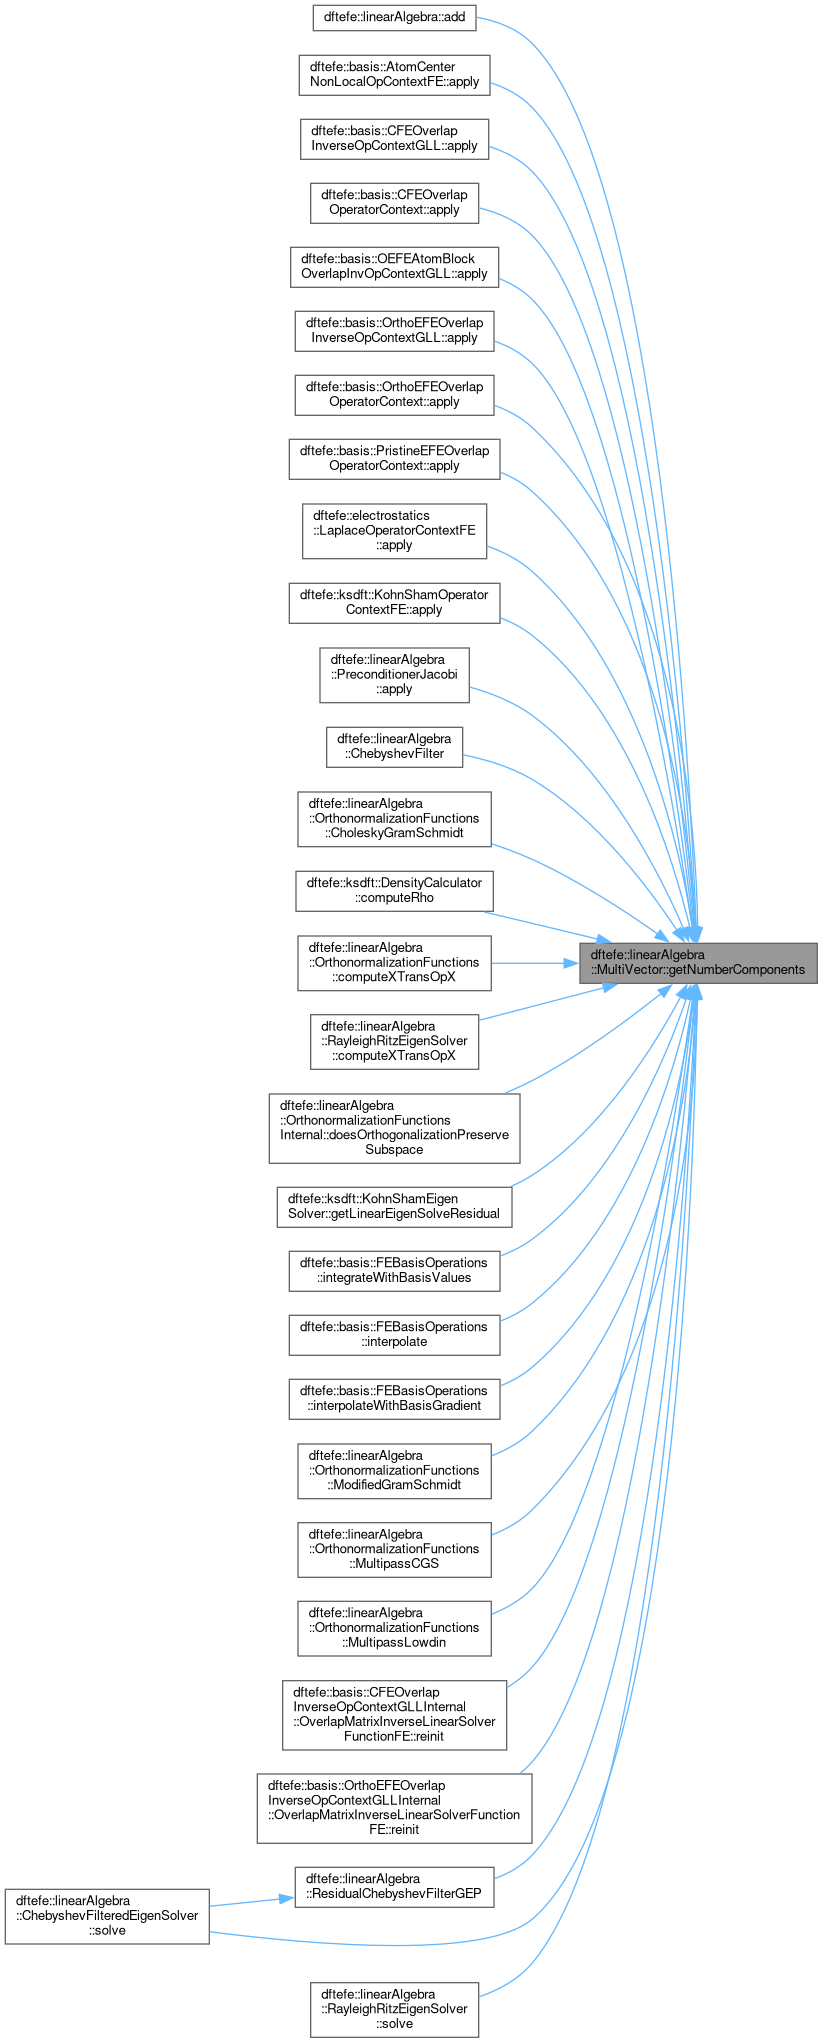 dftefe::linearAlgebra::add
dftefe::basis::AtomCenter
NonLocalOpContextFE::apply
dftefe::basis::CFEOverlap
InverseOpContextGLL::apply
dftefe::basis::CFEOverlap
OperatorContext::apply
dftefe::basis::OEFEAtomBlock
OverlapInvOpContextGLL::apply
dftefe::basis::OrthoEFEOverlap
InverseOpContextGLL::apply
dftefe::basis::OrthoEFEOverlap
OperatorContext::apply
dftefe::basis::PristineEFEOverlap
OperatorContext::apply
dftefe::electrostatics
::LaplaceOperatorContextFE
::apply
dftefe::ksdft::KohnShamOperator
ContextFE::apply
dftefe::linearAlgebra
::PreconditionerJacobi
::apply
dftefe::linearAlgebra
::ChebyshevFilter
dftefe::linearAlgebra
::OrthonormalizationFunctions
::CholeskyGramSchmidt
dftefe::ksdft::DensityCalculator
::computeRho
dftefe::linearAlgebra
::OrthonormalizationFunctions
::computeXTransOpX
dftefe::linearAlgebra
::MultiVector::getNumberComponents
dftefe::linearAlgebra
::RayleighRitzEigenSolver
::computeXTransOpX
dftefe::linearAlgebra
::OrthonormalizationFunctions
Internal::doesOrthogonalizationPreserve
Subspace
dftefe::ksdft::KohnShamEigen
Solver::getLinearEigenSolveResidual
dftefe::basis::FEBasisOperations
::integrateWithBasisValues
dftefe::basis::FEBasisOperations
::interpolate
dftefe::basis::FEBasisOperations
::interpolateWithBasisGradient
dftefe::linearAlgebra
::OrthonormalizationFunctions
::ModifiedGramSchmidt
dftefe::linearAlgebra
::OrthonormalizationFunctions
::MultipassCGS
dftefe::linearAlgebra
::OrthonormalizationFunctions
::MultipassLowdin
dftefe::basis::CFEOverlap
InverseOpContextGLLInternal
::OverlapMatrixInverseLinearSolver
FunctionFE::reinit
dftefe::basis::OrthoEFEOverlap
InverseOpContextGLLInternal
::OverlapMatrixInverseLinearSolverFunction
FE::reinit
dftefe::linearAlgebra
::ResidualChebyshevFilterGEP
dftefe::linearAlgebra
::ChebyshevFilteredEigenSolver
::solve
dftefe::linearAlgebra
::RayleighRitzEigenSolver
::solve